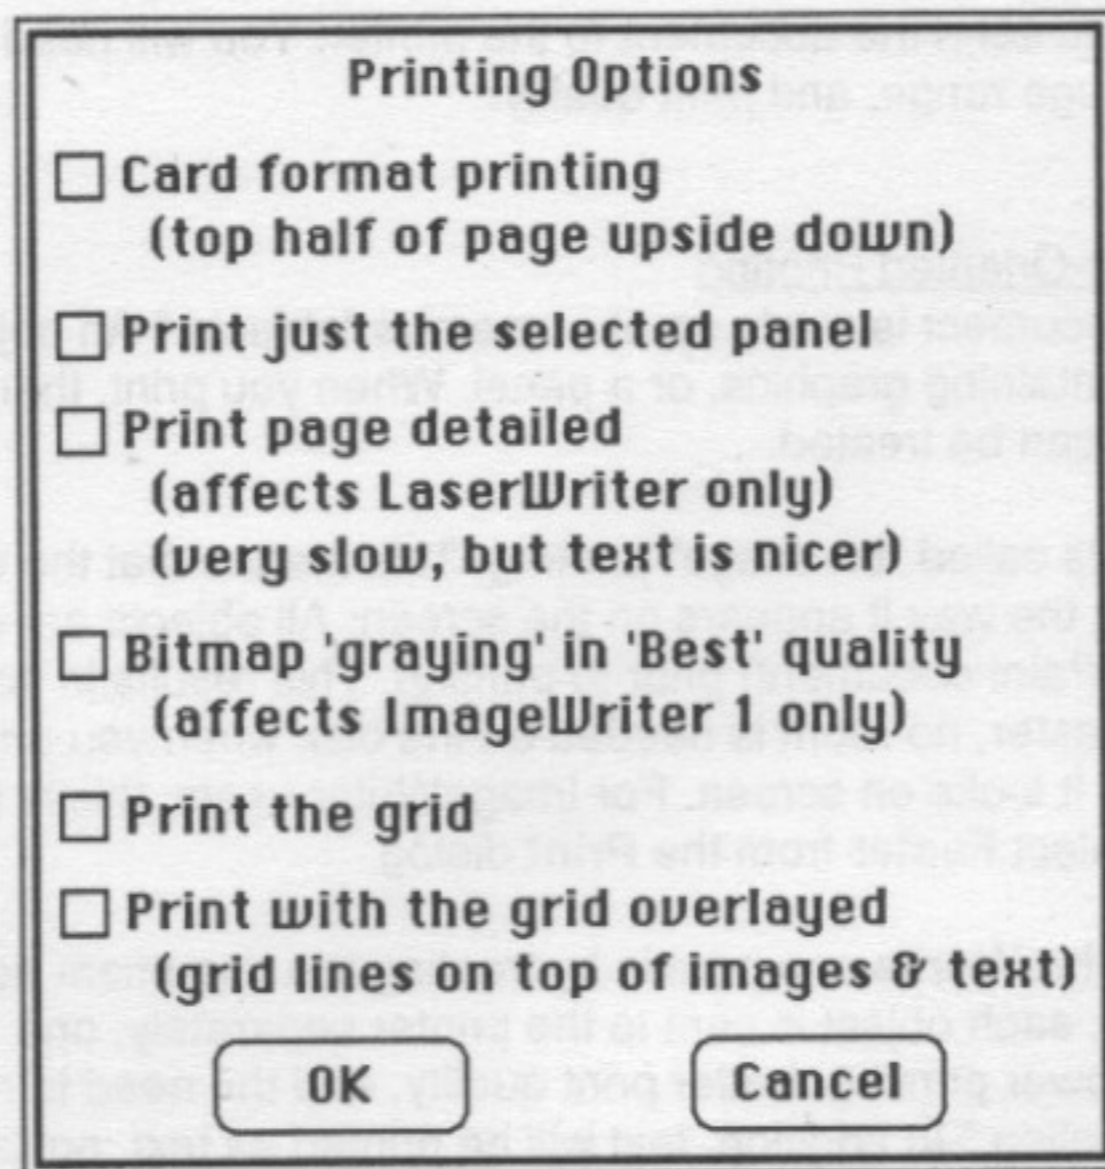 Printing Options
Card format printing
(top half of page upside down)
Print just the selected panel
Print page detailed
(affects LaserWriter only)
(very slow, but text is nicer)
Bitmap 'graying' in 'Best' quality
(affects ImageWriter 1 only)
Print the grid
Print with the grid overlayed
(grid lines on top of images & text)
OK Cancel